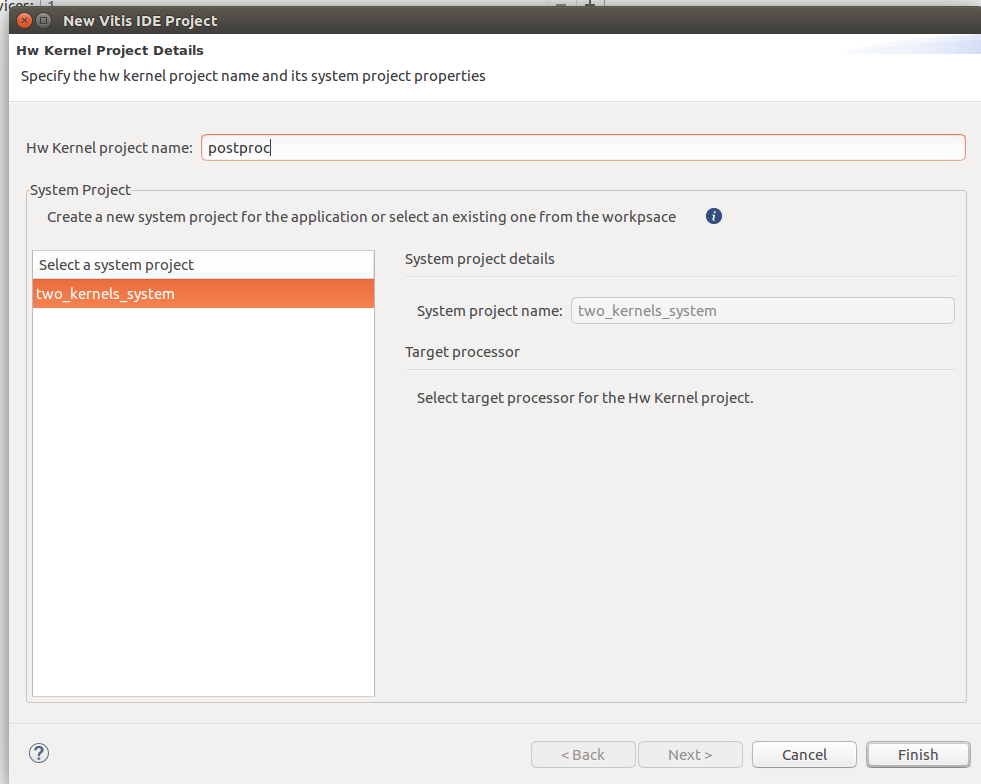 vices: 1
New Vitis IDE Project
Hw Kernel Project Details
Specify the hw kernel project name and its system project properties
Hw Kernel project name: postproc
System Project
Create a new system project for the application or select an existing one from the workpsace
Select a system project
two_kernels_system
System project details
System project name: two_kernels_system
Target processor
Select target processor for the Hw Kernel project.
< Back Next > Cancel Finish